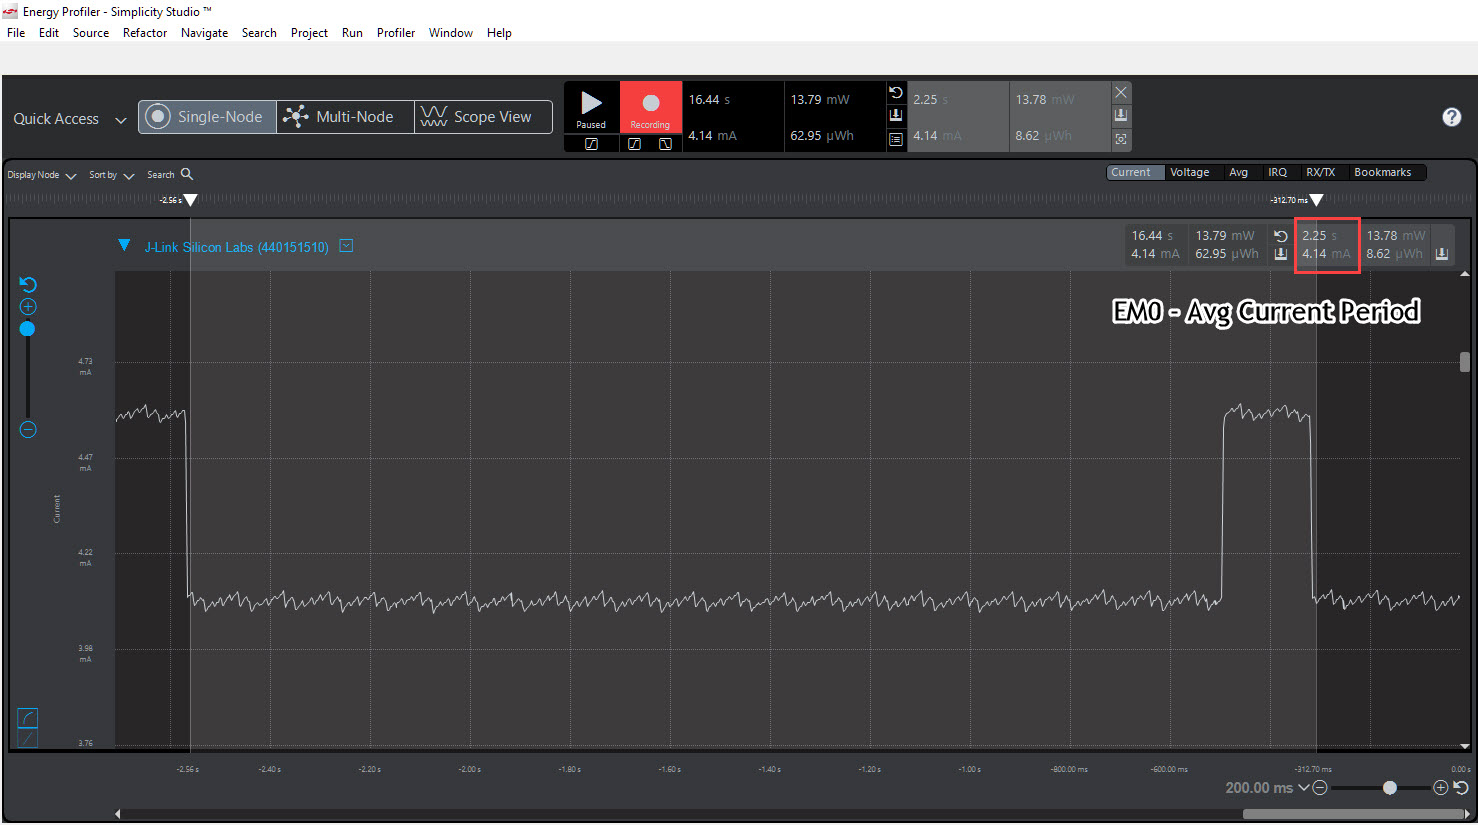 Energy Profiler - Simplicity Studio ™
File Edit Source Refactor Navigate Search Project Run Profiler Window Help
Quick Access Single-Node Multi-Node Scope View
Paused Recording
16.44 s 13.79 mW 2.25 s 13.78 mW
4.14 mA 62.95 µWh 4.14 mA 8.62 µWh
?
Display Node Sort by Search
Current Voltage Avg IRQ RX/TX Bookmarks
-2.56 s -312.70 ms
J-Link Silicon Labs (440151510)
16.44 s 13.79 mW 2.25 s 13.78 mW
4.14 mA 62.95 µWh 4.14 mA 8.62 µWh
EM0 - Avg Current Period
4.73
mA
4.47
mA
Current
4.22
mA
3.98
mA
3.76
-2.56 s -2.40 s -2.20 s -2.00 s -1.80 s -1.60 s -1.40 s -1.20 s -1.00 s -800.00 ms -600.00 ms -312.70 ms 0.00 s
200.00 ms